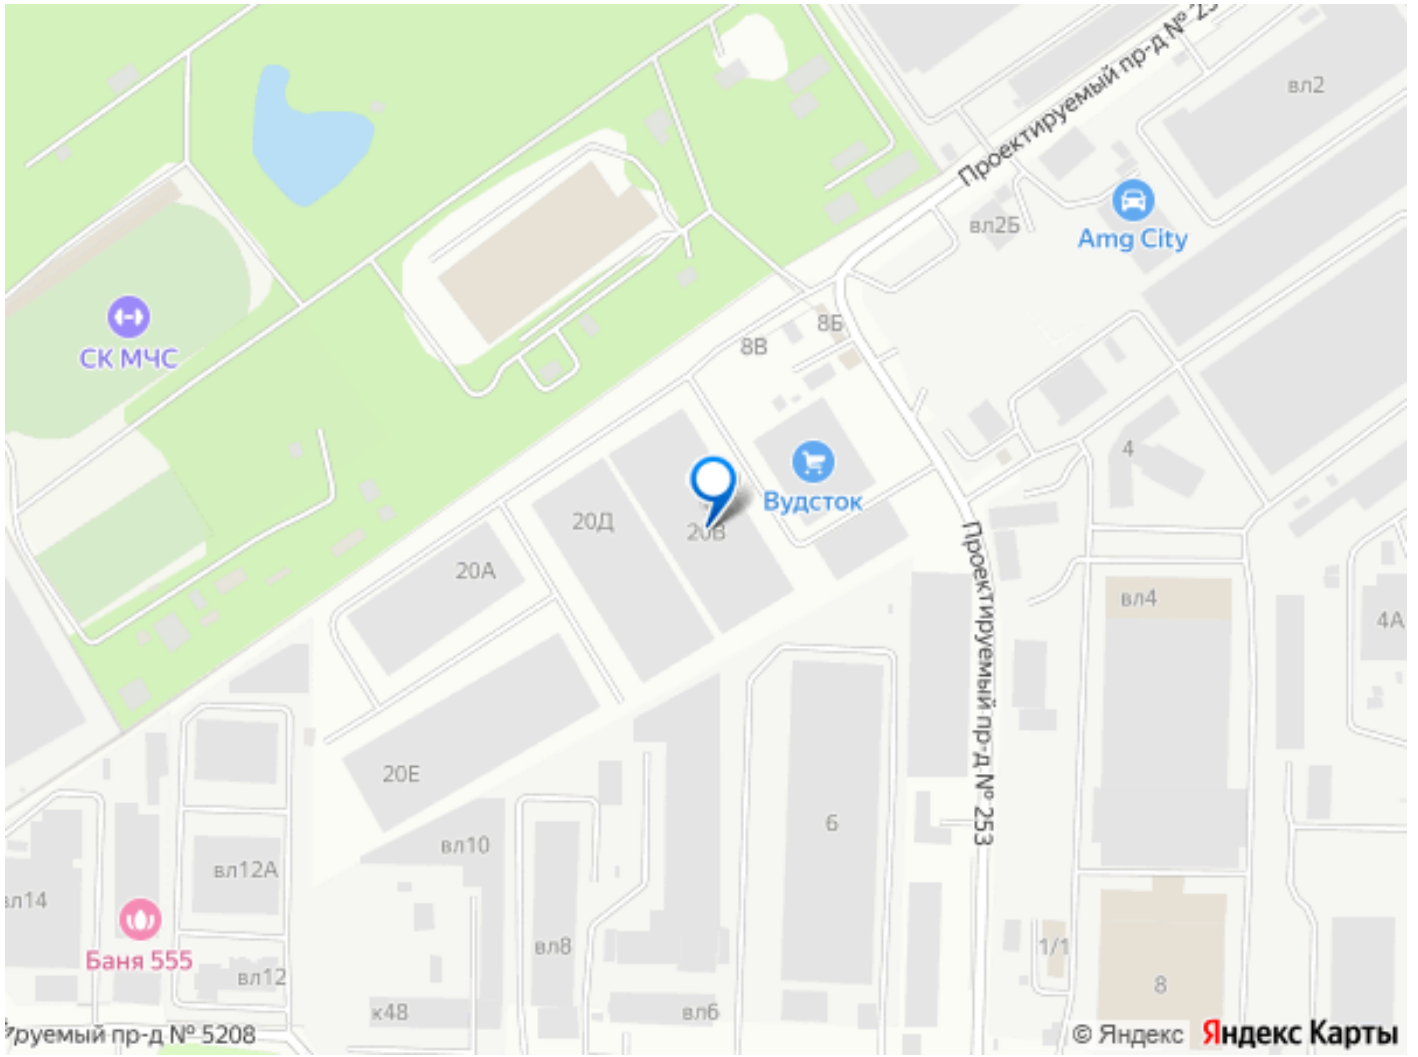 Проектируемый пр-д №
вл2
вл2Б
Amg City
СК МЧС
8Б
8В
4
Вудсток
20Д
20В
20А
Проектируемый пр-д № 253
вл4
4А
20Е
6
вл10
вл12А
вл14
Баня 555
вл12
вл8
1/1
8
к48
вл6
руемый пр-д № 5208
© Яндекс Яндекс Карты